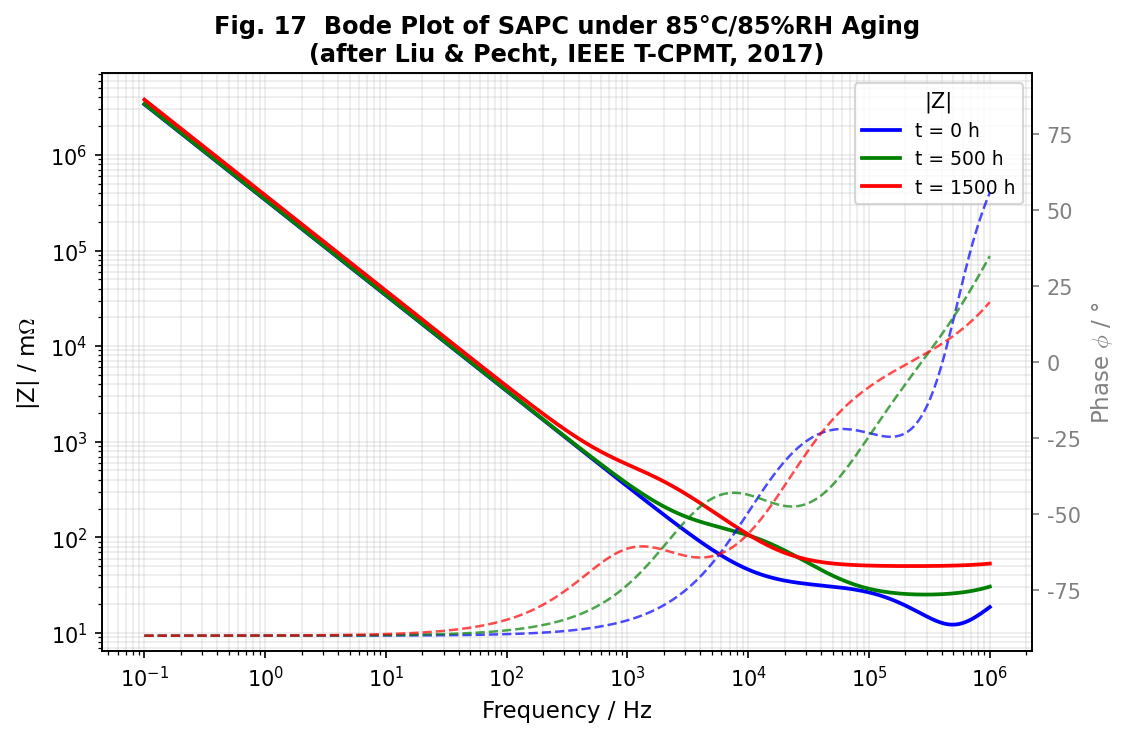 Fig. 17  Bode Plot of SAPC under 85°C/85%RH Aging
(after Liu & Pecht, IEEE T-CPMT, 2017)
|Z|
t = 0 h
t = 500 h
t = 1500 h
|Z| / mΩ
10⁶
10⁵
10⁴
10³
10²
10¹
75
50
25
0
-25
-50
-75
Phase ϕ / °
10⁻¹
10⁰
10¹
10²
10³
10⁴
10⁵
10⁶
Frequency / Hz